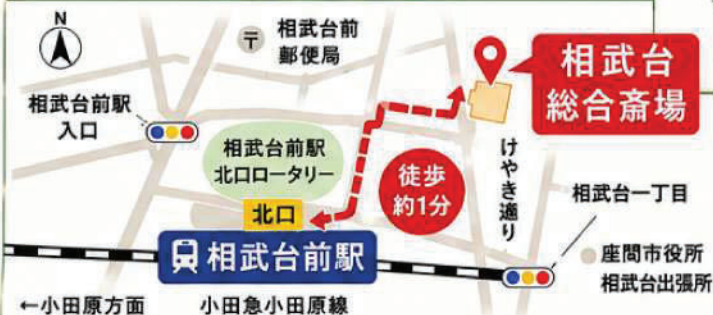 N
〒
相武台前
郵便局
相武台
総合斎場
相武台前駅
入口
相武台前駅
北口ロータリー
徒歩
約1分
けやき通り
北口
相武台一丁目
相武台前駅
座間市役所
相武台出張所
←小田原方面
小田急小田原線